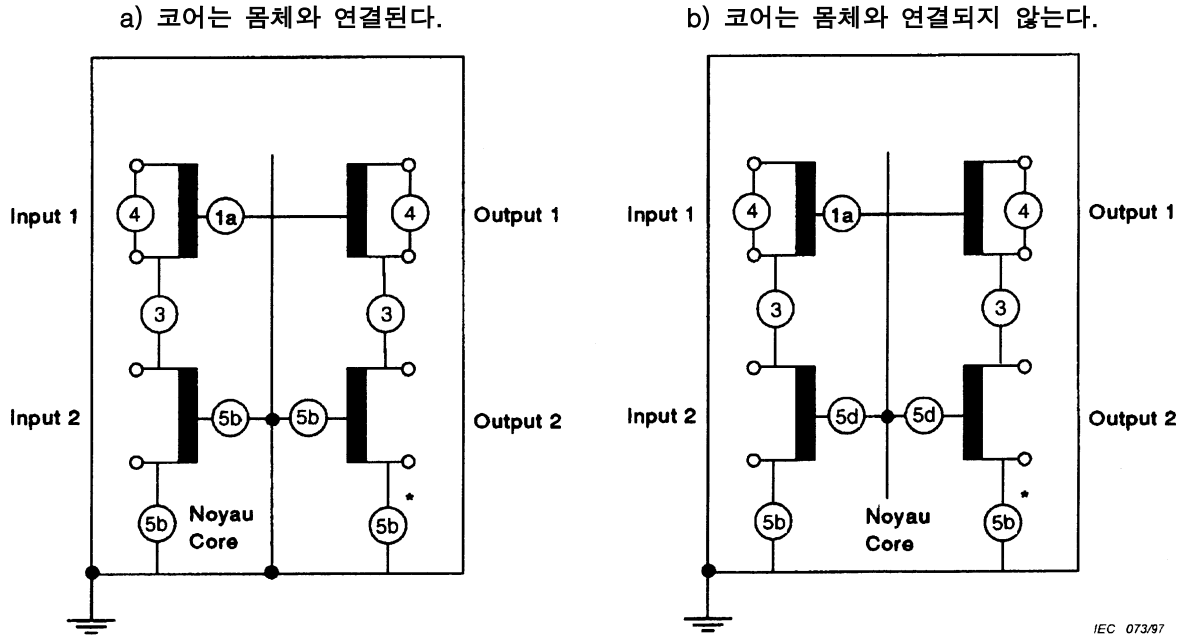 a) 코어는 몸체와 연결된다.
Input 1
4
1a
4
Output 1
3
3
Input 2
5b
5b
Output 2
5b
Noyau
Core
*
5b
b) 코어는 몸체와 연결되지 않는다.
Input 1
4
1a
4
Output 1
3
3
Input 2
5d
5d
Output 2
5b
Noyau
Core
*
5b
IEC 073/97